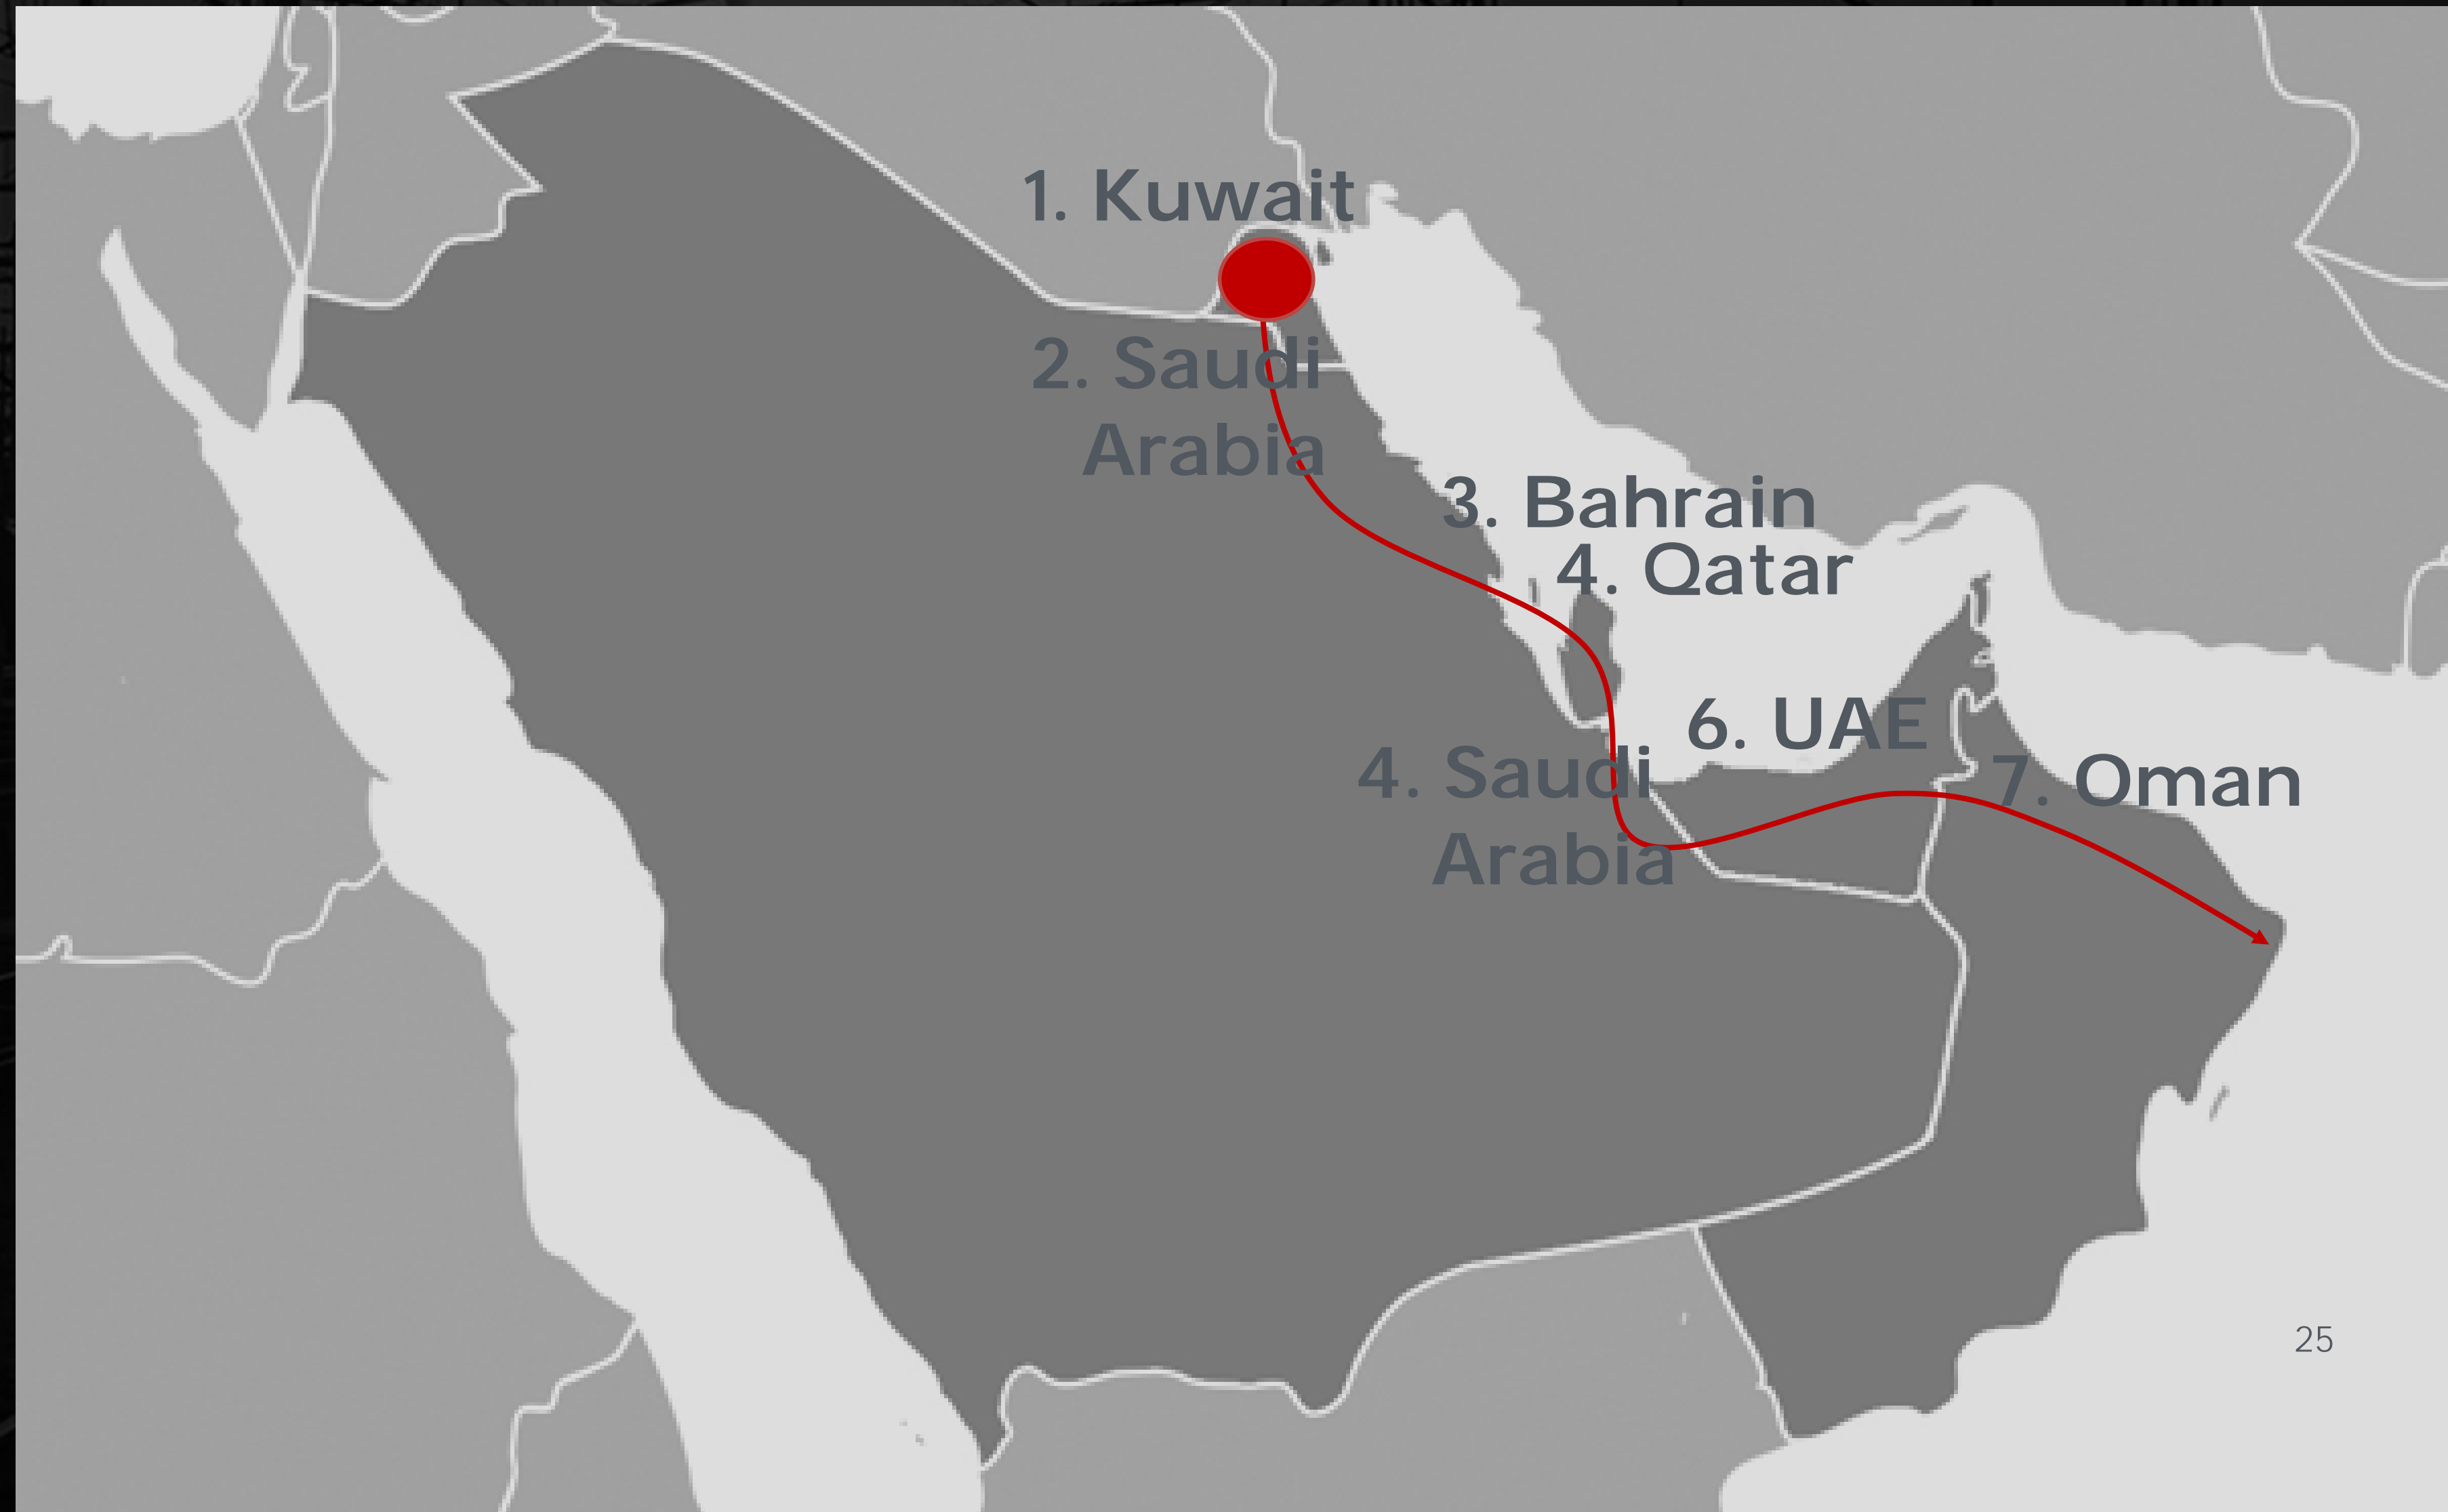 1. Kuwait
2. Saudi
Arabia
3. Bahrain
4. Qatar
6. UAE
4. Saudi
Arabia
7. Oman
25